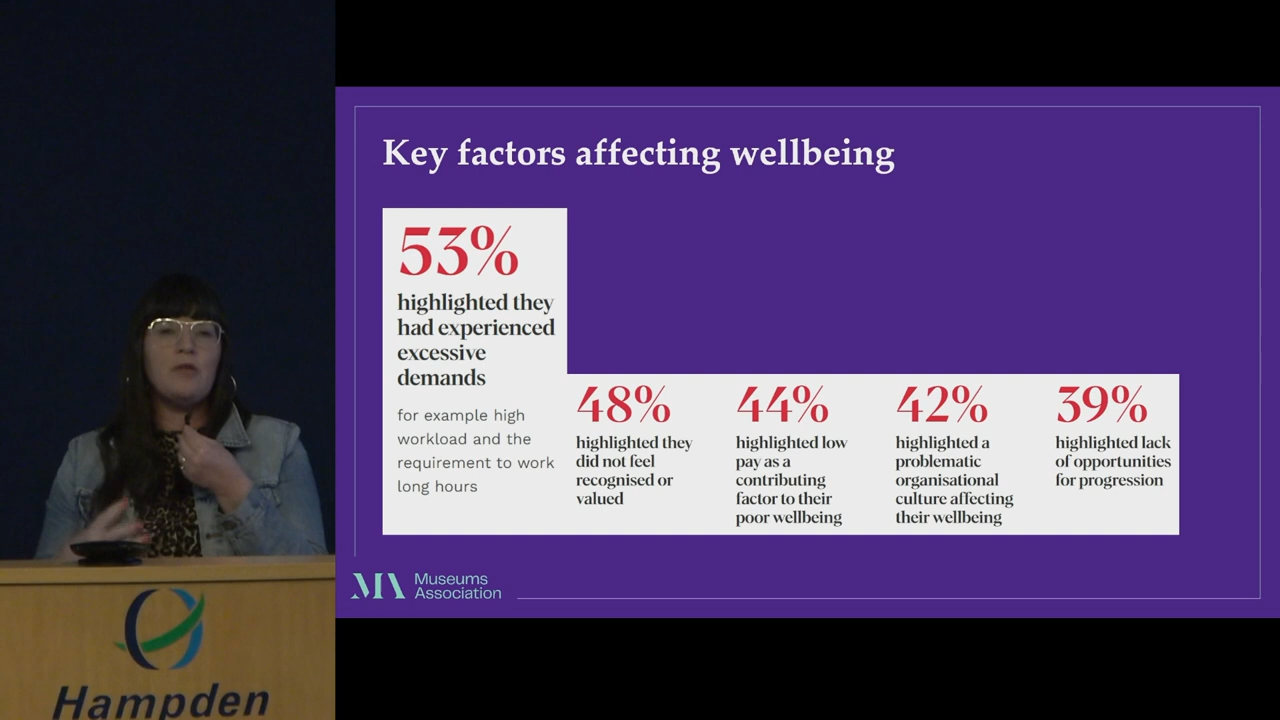 Key factors affecting wellbeing
53%
highlighted they
had experienced
excessive
demands
for example high
workload and the
requirement to work
long hours
48%
highlighted they
did not feel
recognised or
valued
44%
highlighted low
pay as a
contributing
factor to their
poor wellbeing
42%
highlighted a
problematic
organisational
culture affecting
their wellbeing
39%
highlighted lack
of opportunities
for progression
MA
Museums
Association
Hampden